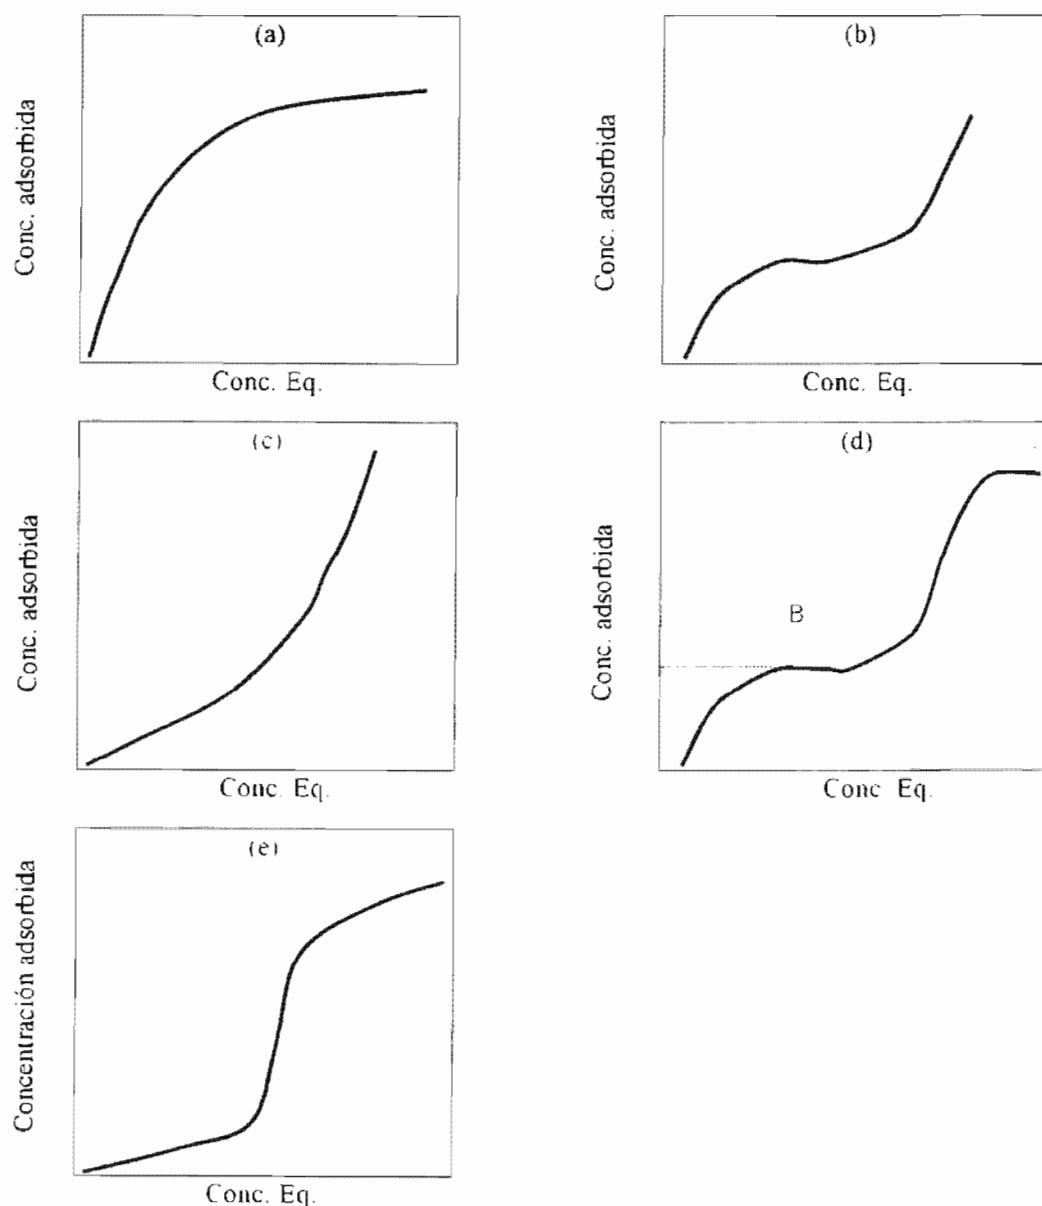 (a)
Conc. adsorbida
Conc. Eq.
(b)
Conc. adsorbida
Conc. Eq.
(c)
Conc. adsorbida
Conc. Eq.
(d)
B
Conc. adsorbida
Conc Eq.
(e)
Concentración adsorbida
Conc. Eq.